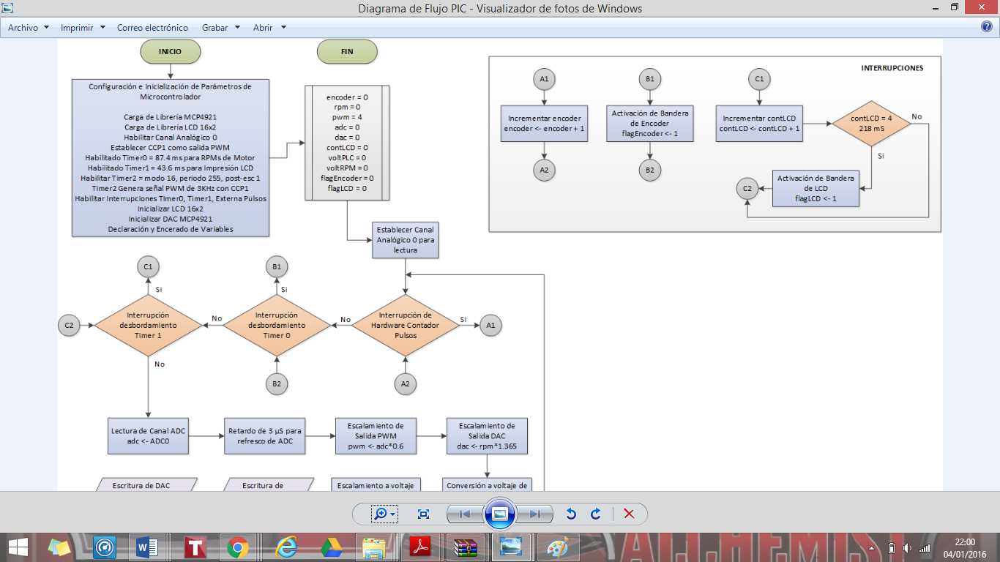 Diagrama de Flujo PIC - Visualizador de fotos de Windows
Archivo
Imprimir
Correo electrónico
Grabar
Abrir
INICIO
Configuración e Inicialización de Parámetros de
Microcontrolador
Carga de Librería MCP4921
Carga de Librería LCD 16x2
Habilitar Canal Analógico 0
Establecer CCP1 como salida PWM
Habilitado Timer0 = 87.4 ms para RPMs de Motor
Habilitado Timer1 = 43.6 ms para Impresión LCD
Habilitar Timer2 = modo 16, periodo 255, post-esc 1
Timer2 Genera señal PWM de 3KHz con CCP1
Habilitar Interrupciones TImer0, Timer1, Externa Pulsos
Inicializar LCD 16x2
Inicializar DAC MCP4921
Declaración y Encerado de Variables
FIN
encoder = 0
rpm = 0
pwm = 4
adc = 0
dac = 0
contLCD = 0
voltPLC = 0
voltRPM = 0
flagEncoder = 0
flagLCD = 0
Establecer Canal
Analógico 0 para
lectura
INTERRUPCIONES
A1
Incrementar encoder
encoder <- encoder + 1
A2
B1
Activación de Bandera
de Encoder
flagEncoder <- 1
B2
C1
Incrementar contLCD
contLCD <- contLCD + 1
contLCD = 4
218 mS
No
Si
Activación de Bandera
de LCD
flagLCD <- 1
C2
C1
Si
C2
Interrupción
desbordamiento
Timer 1
No
No
B1
Si
Interrupción
desbordamiento
Timer 0
B2
No
Interrupción de
Hardware Contador
Pulsos
Si
A1
A2
Lectura de Canal ADC
adc <- ADC0
Retardo de 3 µS para
refresco de ADC
Escalamiento de
Salida PWM
pwm <- adc*0.6
Escalamiento de
Salida DAC
dac <- rpm*1.365
Escritura de DAC
Escritura de
Escalamiento a voltaje
Conversión a voltaje de
ALLCHEMIST
22:00
04/01/2016